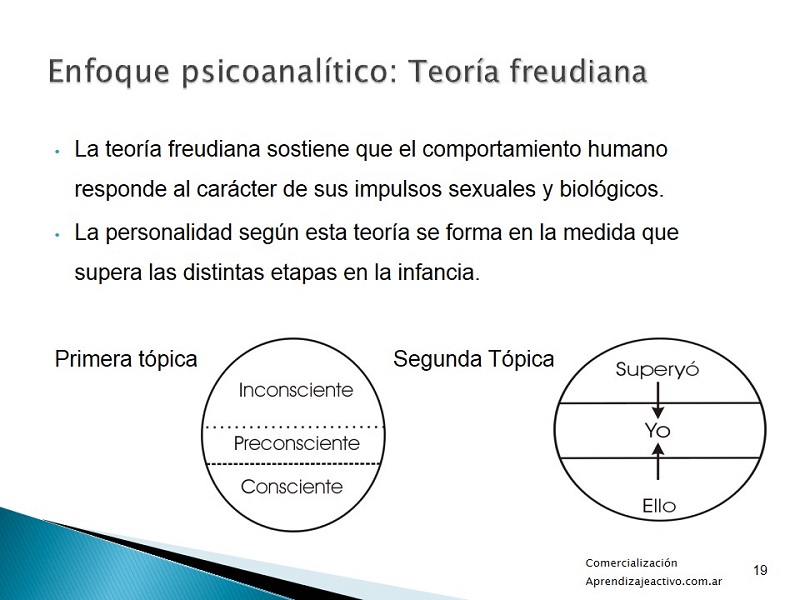 Enfoque psicoanalítico: Teoría freudiana
• La teoría freudiana sostiene que el comportamiento humano
responde al carácter de sus impulsos sexuales y biológicos.
• La personalidad según esta teoría se forma en la medida que
supera las distintas etapas en la infancia.
Primera tópica
Inconsciente
Preconsciente
Consciente
Segunda Tópica
Superyó
Yo
Ello
Comercialización
Aprendizajeactivo.com.ar
19